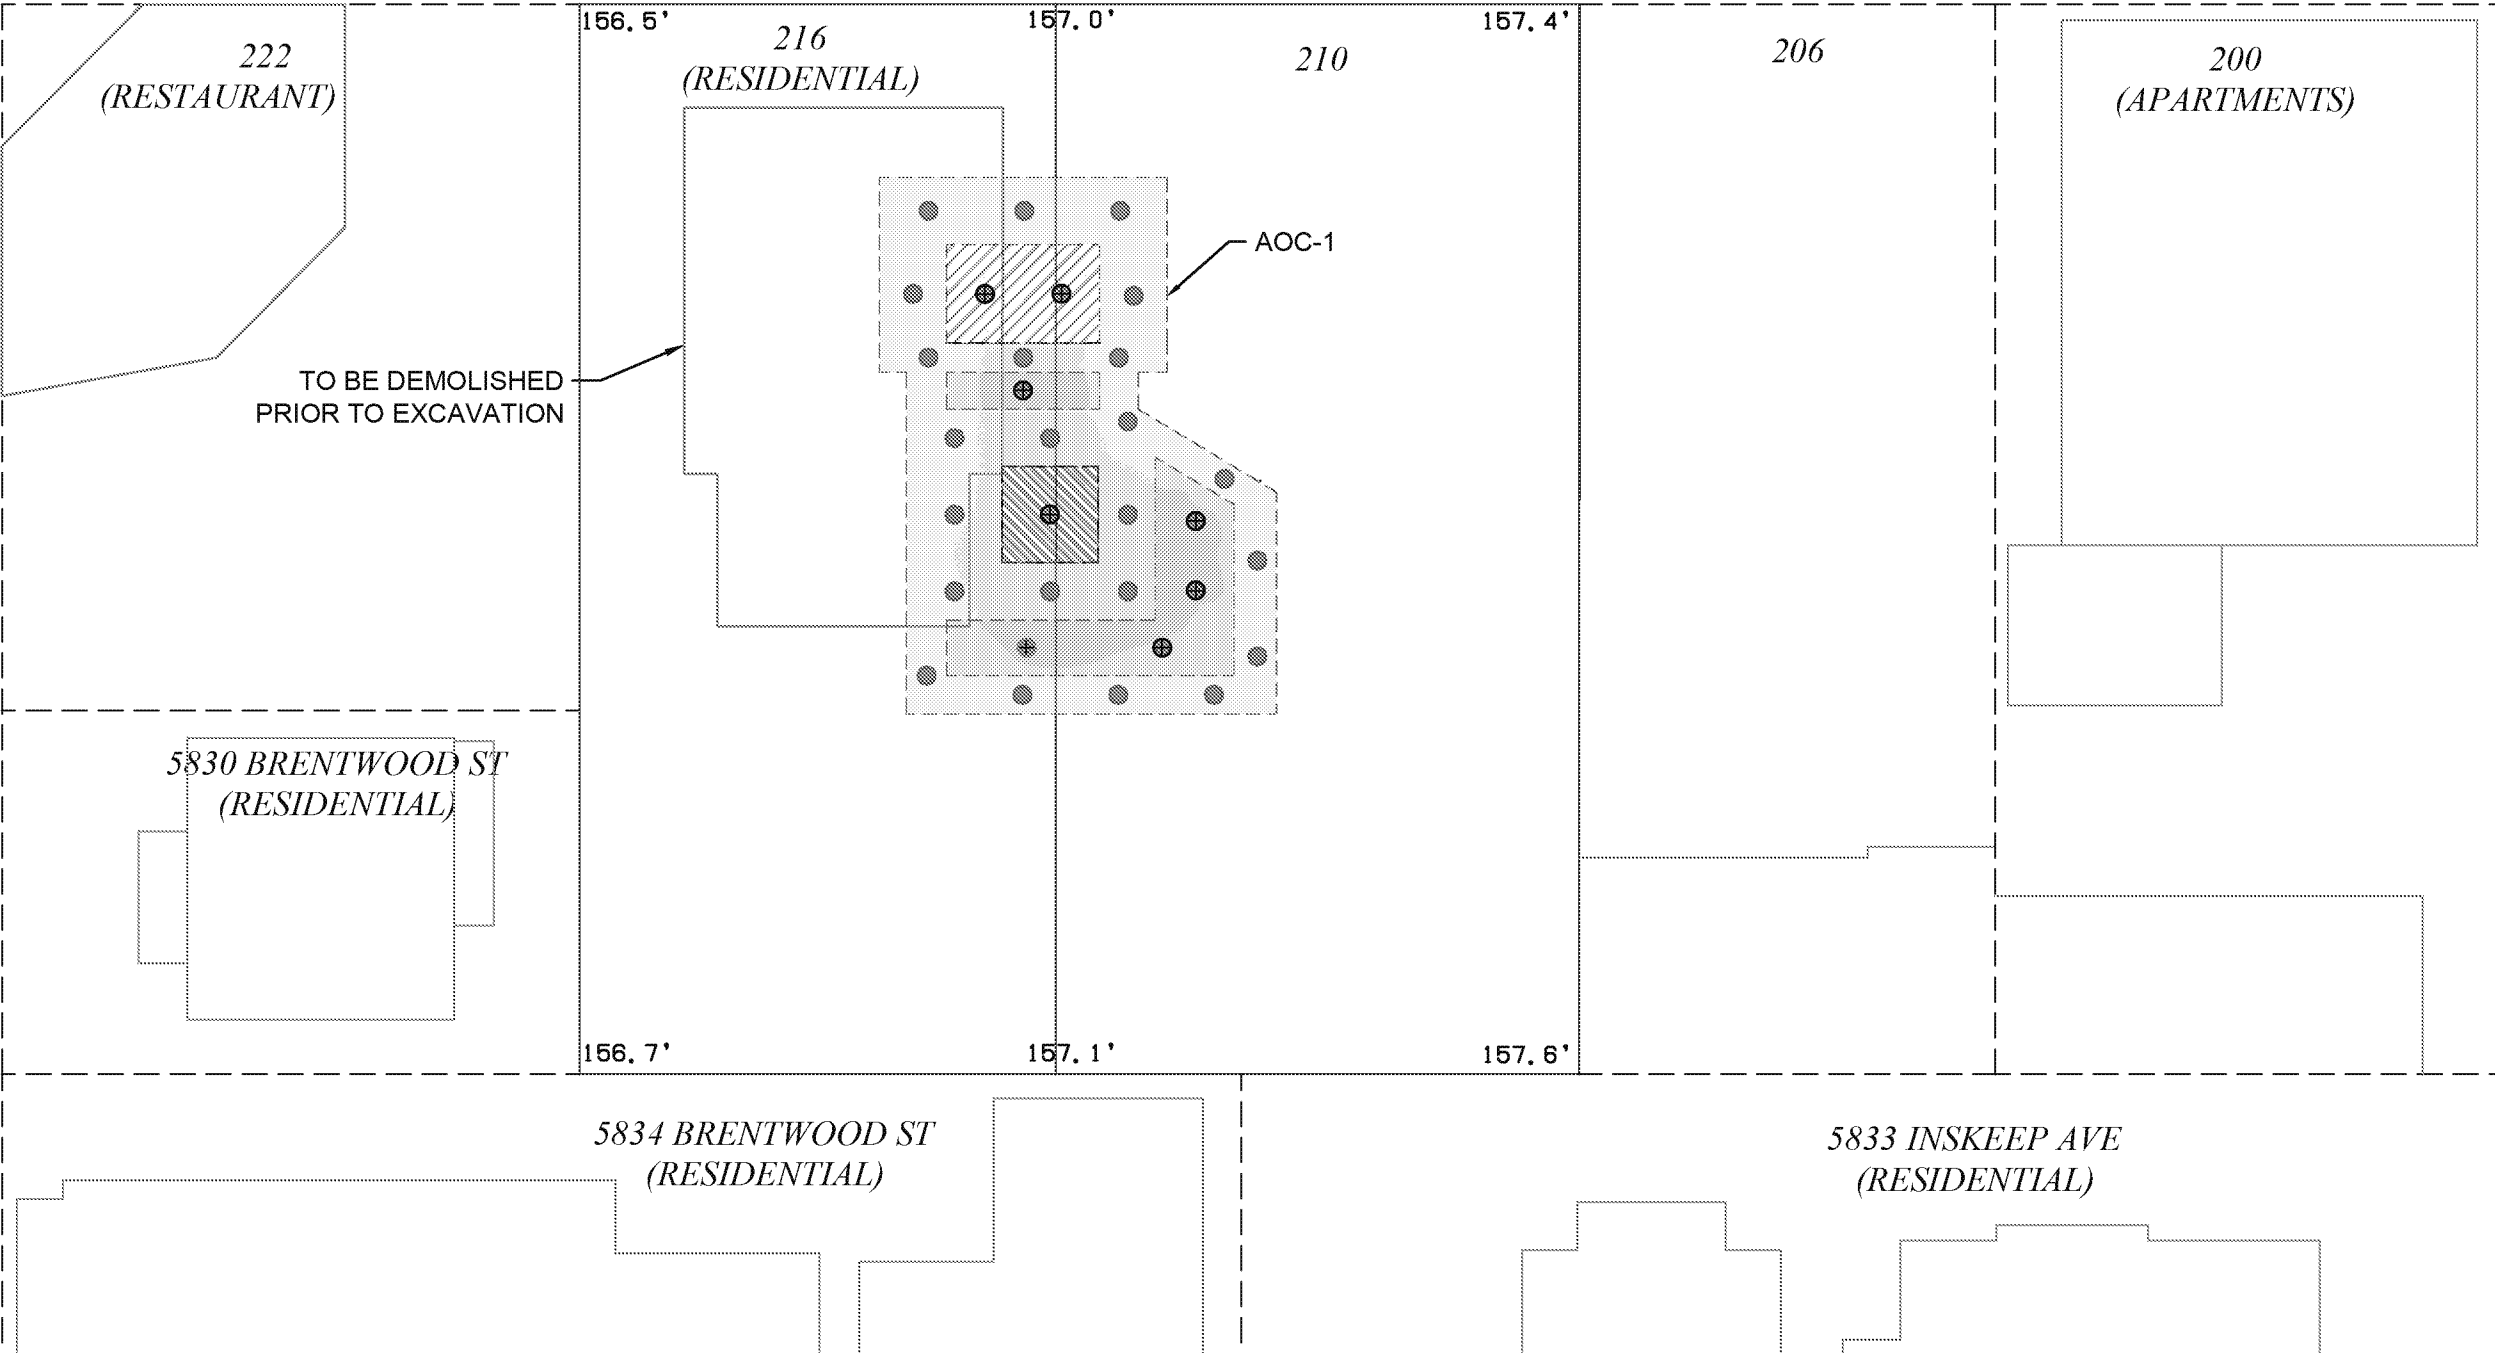 156.5'
157.0'
157.4'
222
(RESTAURANT)
216
(RESIDENTIAL)
210
206
200
(APARTMENTS)
AOC-1
TO BE DEMOLISHED
PRIOR TO EXCAVATION
5830 BRENTWOOD ST
(RESIDENTIAL)
156.7'
157.1'
157.6'
5834 BRENTWOOD ST
(RESIDENTIAL)
5833 INSKEEP AVE
(RESIDENTIAL)